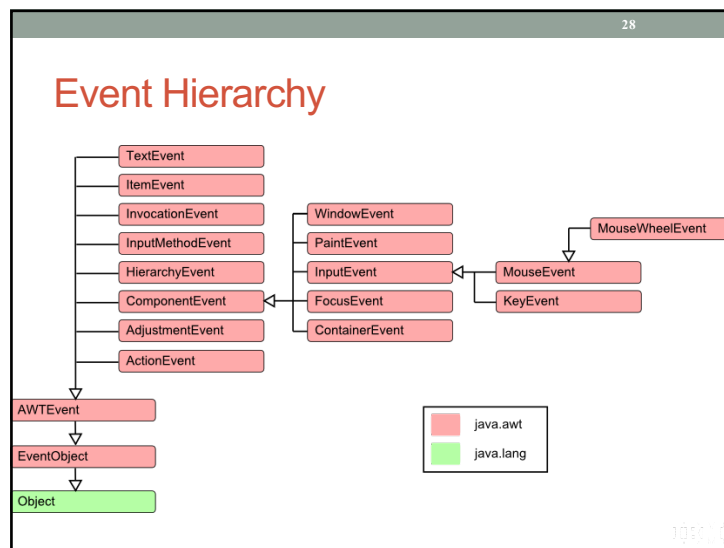 28
Event Hierarchy
TextEvent
ItemEvent
InvocationEvent
InputMethodEvent
HierarchyEvent
ComponentEvent
AdjustmentEvent
ActionEvent
WindowEvent
PaintEvent
InputEvent
FocusEvent
ContainerEvent
MouseWheelEvent
MouseEvent
KeyEvent
AWTEvent
EventObject
Object
java.awt
java.lang